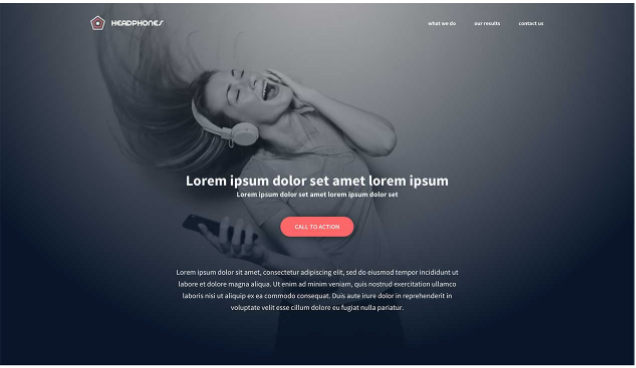 HEADPHONES
what we do
our results
contact us
Lorem ipsum dolor set amet lorem ipsum
Lorem ipsum dolor set amet lorem ipsum dolor set
CALL TO ACTION
Lorem ipsum dolor sit amet, consectetur adipiscing elit, sed do eiusmod tempor incididunt ut
labore et dolore magna aliqua. Ut enim ad minim veniam, quis nostrud exercitation ullamco
laboris nisi ut aliquip ex ea commodo consequat. Duis aute irure dolor in reprehenderit in
voluptate velit esse cillum dolore eu fugiat nulla pariatur.